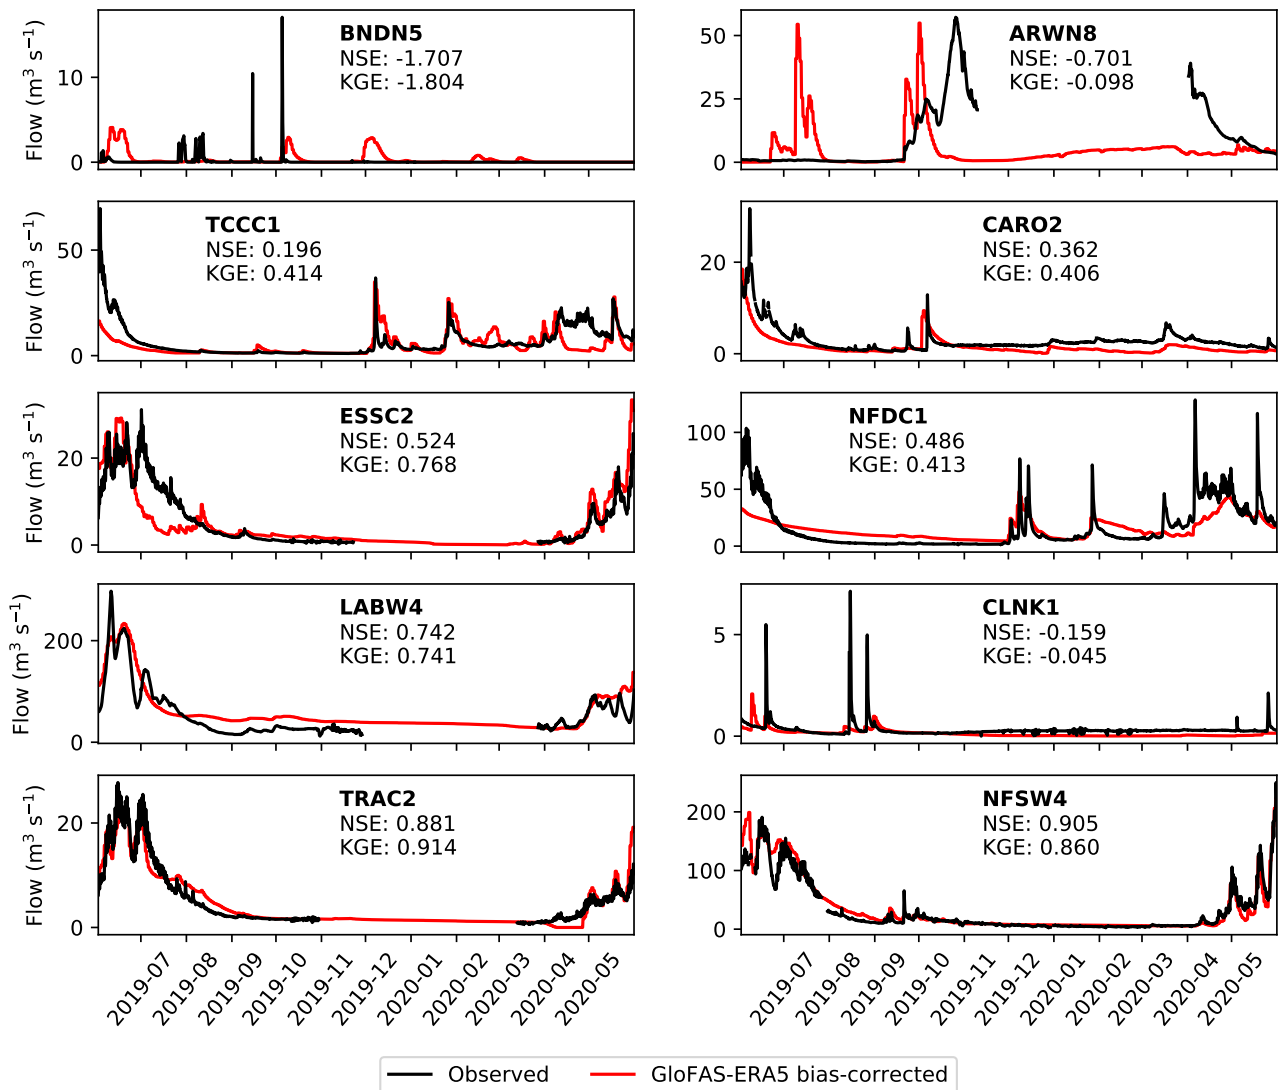 BNDN5
NSE: -1.707
KGE: -1.804
Flow (m³ s⁻¹)
10
0
ARWN8
NSE: -0.701
KGE: -0.098
50
25
0
TCCC1
NSE: 0.196
KGE: 0.414
Flow (m³ s⁻¹)
50
0
CARO2
NSE: 0.362
KGE: 0.406
20
0
ESSC2
NSE: 0.524
KGE: 0.768
Flow (m³ s⁻¹)
20
0
NFDC1
NSE: 0.486
KGE: 0.413
100
50
0
LABW4
NSE: 0.742
KGE: 0.741
Flow (m³ s⁻¹)
200
0
CLNK1
NSE: -0.159
KGE: -0.045
5
0
TRAC2
NSE: 0.881
KGE: 0.914
Flow (m³ s⁻¹)
20
0
NFSW4
NSE: 0.905
KGE: 0.860
200
100
0
2019-07 2019-08 2019-09 2019-10 2019-11 2019-12 2020-01 2020-02 2020-03 2020-04 2020-05
2019-07 2019-08 2019-09 2019-10 2019-11 2019-12 2020-01 2020-02 2020-03 2020-04 2020-05
Observed
GloFAS-ERA5 bias-corrected